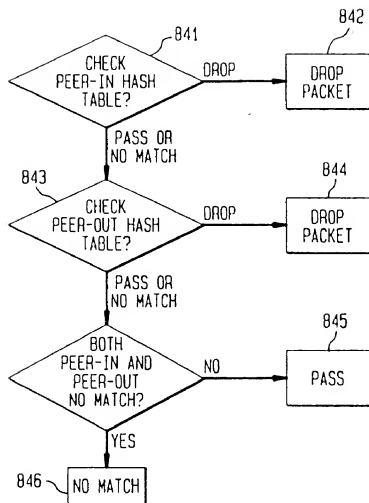 841
CHECK
PEER-IN HASH
TABLE?
DROP
842
DROP
PACKET
PASS OR
NO MATCH
843
CHECK
PEER-OUT HASH
TABLE?
DROP
844
DROP
PACKET
PASS OR
NO MATCH
BOTH
PEER-IN AND
PEER-OUT
NO MATCH?
NO
845
PASS
YES
846
NO MATCH